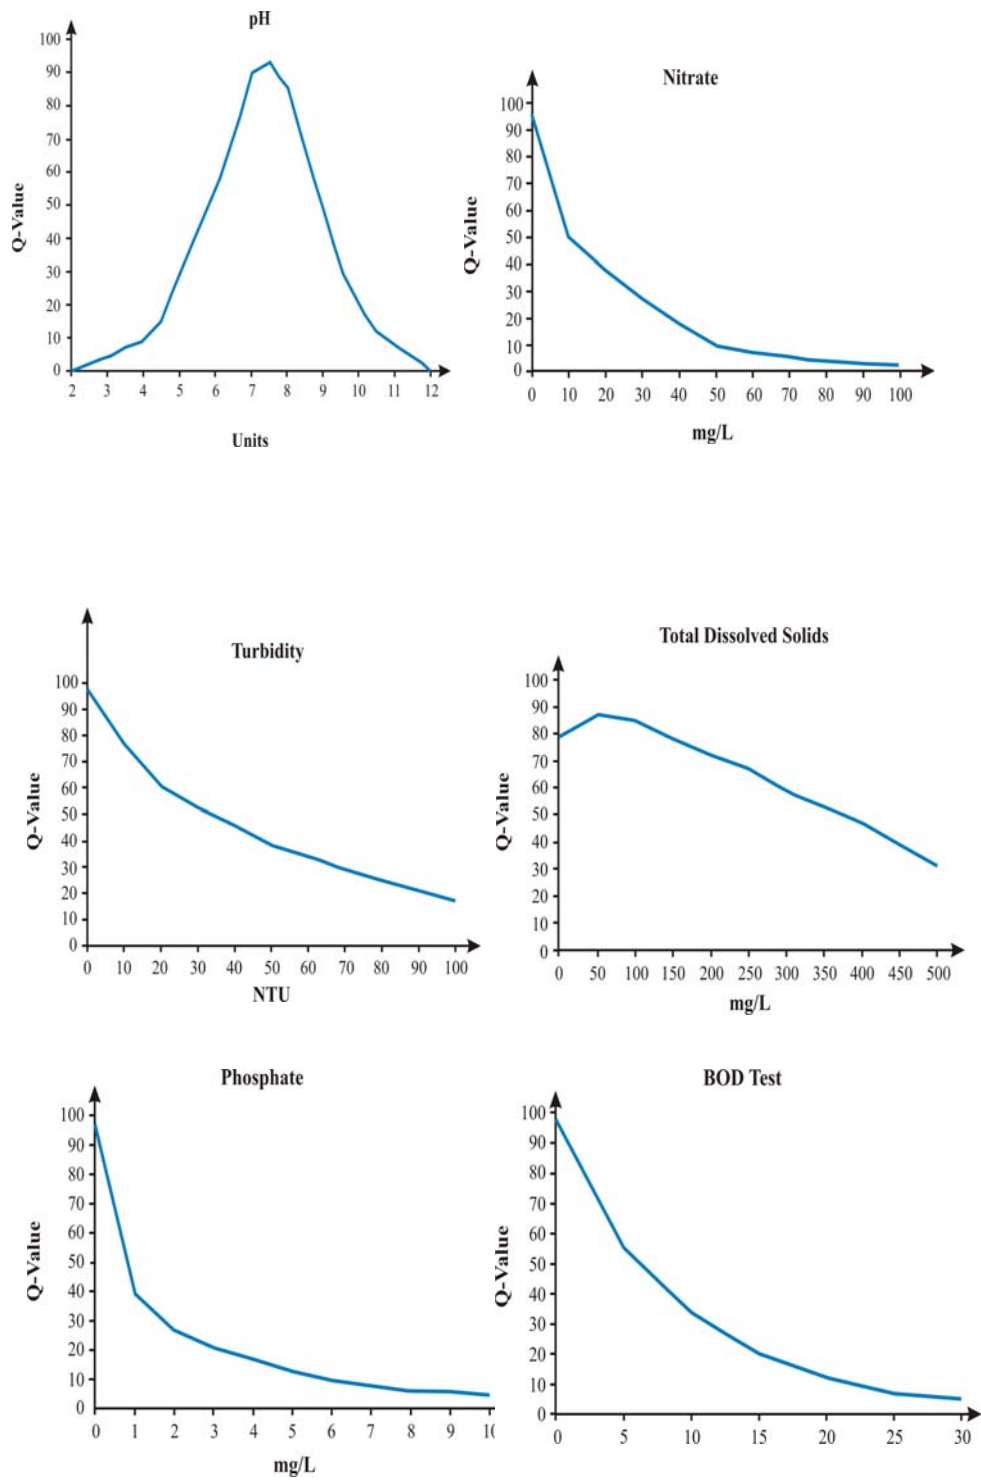 pH
100
90
80
70
60
50
40
30
20
10
0
Q-Value
2 3 4 5 6 7 8 9 10 11 12
Units
Nitrate
100
90
80
70
60
50
40
30
20
10
0
Q-Value
0 10 20 30 40 50 60 70 80 90 100
mg/L
Turbidity
100
90
80
70
60
50
40
30
20
10
0
Q-Value
0 10 20 30 40 50 60 70 80 90 100
NTU
Total Dissolved Solids
100
90
80
70
60
50
40
30
20
10
0
Q-Value
0 50 100 150 200 250 300 350 400 450 500
mg/L
Phosphate
100
90
80
70
60
50
40
30
20
10
0
Q-Value
0 1 2 3 4 5 6 7 8 9 10
mg/L
BOD Test
100
90
80
70
60
50
40
30
20
10
0
Q-Value
0 5 10 15 20 25 30